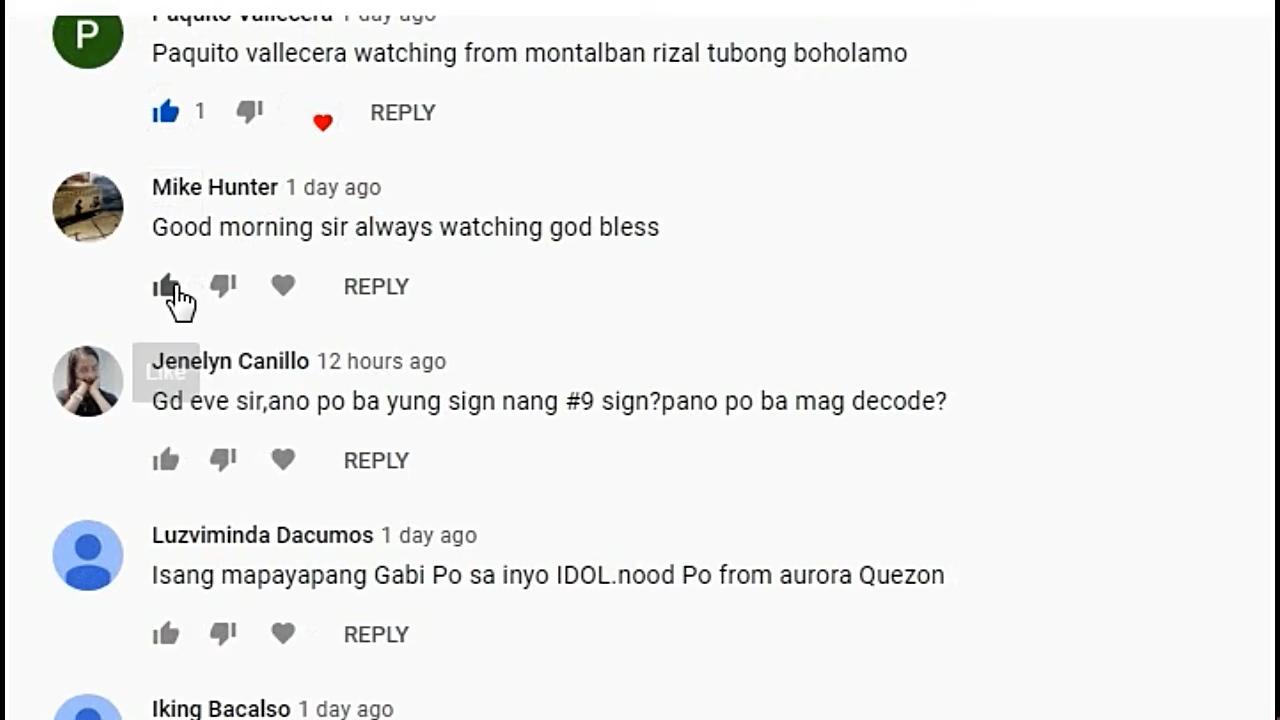 P
Paquito Vallecera 1 day ago
Paquito vallecera watching from montalban rizal tubong boholamo
1
REPLY
Mike Hunter 1 day ago
Good morning sir always watching god bless
REPLY
Jenelyn Canillo 12 hours ago
Like
Gd eve sir,ano po ba yung sign nang #9 sign?pano po ba mag decode?
REPLY
Luzviminda Dacumos 1 day ago
Isang mapayapang Gabi Po sa inyo IDOL.nood Po from aurora Quezon
REPLY
Iking Bacalso 1 day ago